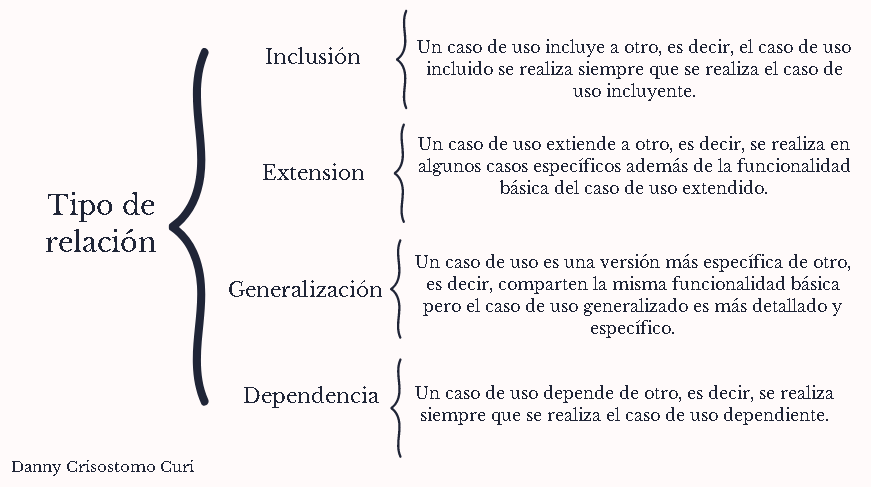 Tipo de
relación
Inclusión
Un caso de uso incluye a otro, es decir, el caso de uso
incluido se realiza siempre que se realiza el caso de
uso incluyente.
Extension
Un caso de uso extiende a otro, es decir, se realiza en
algunos casos específicos además de la funcionalidad
básica del caso de uso extendido.
Generalización
Un caso de uso es una versión más específica de otro,
es decir, comparten la misma funcionalidad básica
pero el caso de uso generalizado es más detallado y
específico.
Dependencia
Un caso de uso depende de otro, es decir, se realiza
siempre que se realiza el caso de uso dependiente.
Danny Crisostomo Curi